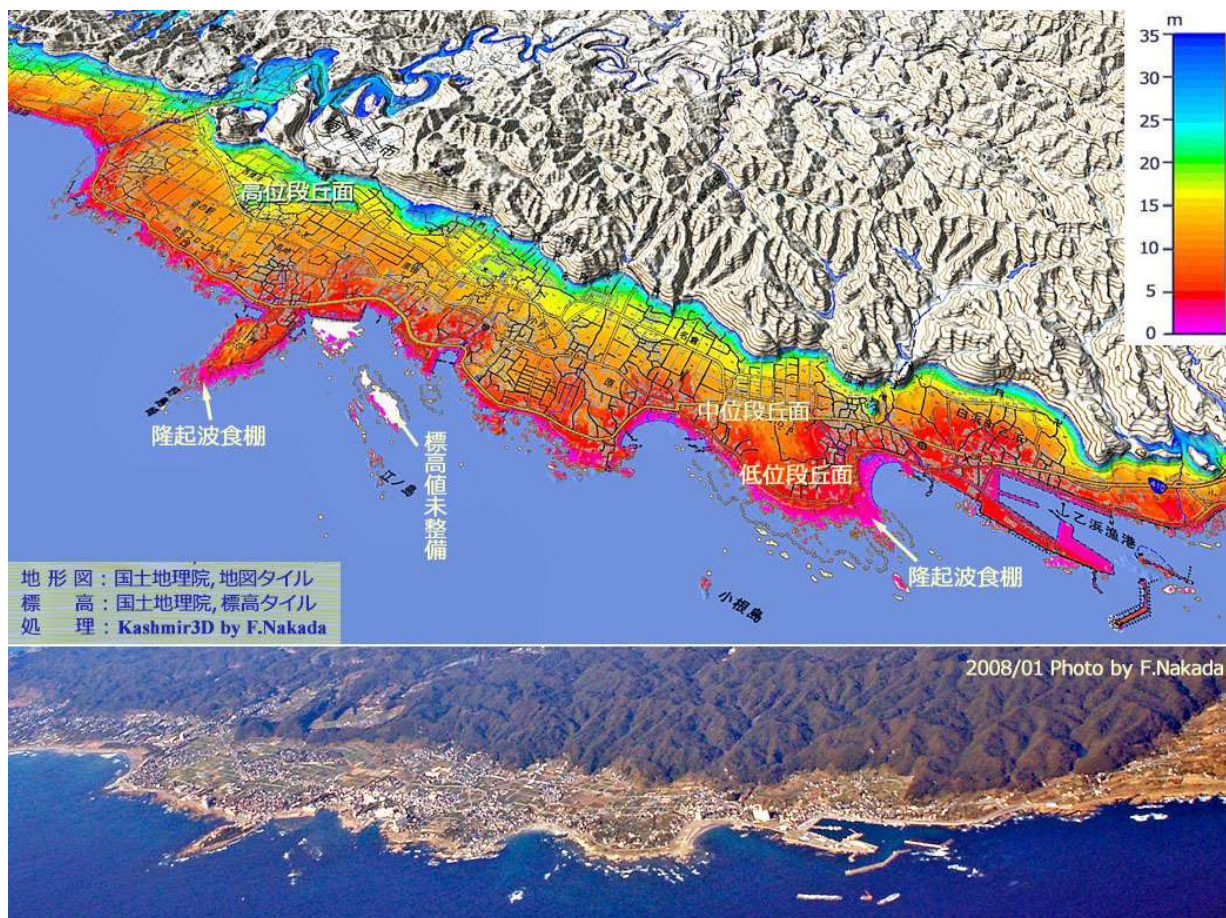 m
35
30
25
20
15
10
5
0
高位段丘面
中位段丘面
低位段丘面
隆起波食棚
標高値未整備
江ノ島
隆起波食棚
小根島
乙浜漁港
410
地形図：国土地理院, 地図タイル
標　高：国土地理院, 標高タイル
処　理：Kashmir3D by F.Nakada
2008/01 Photo by F.Nakada